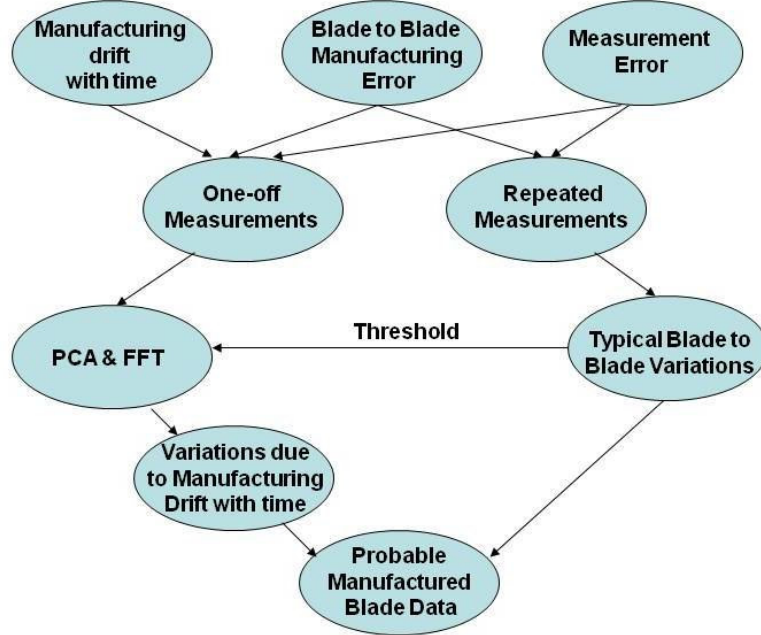 Manufacturing
drift
with time
Blade to Blade
Manufacturing
Error
Measurement
Error
One-off
Measurements
Repeated
Measurements
PCA & FFT
Threshold
Typical Blade to
Blade Variations
Variations due
to Manufacturing
Drift with time
Probable
Manufactured
Blade Data